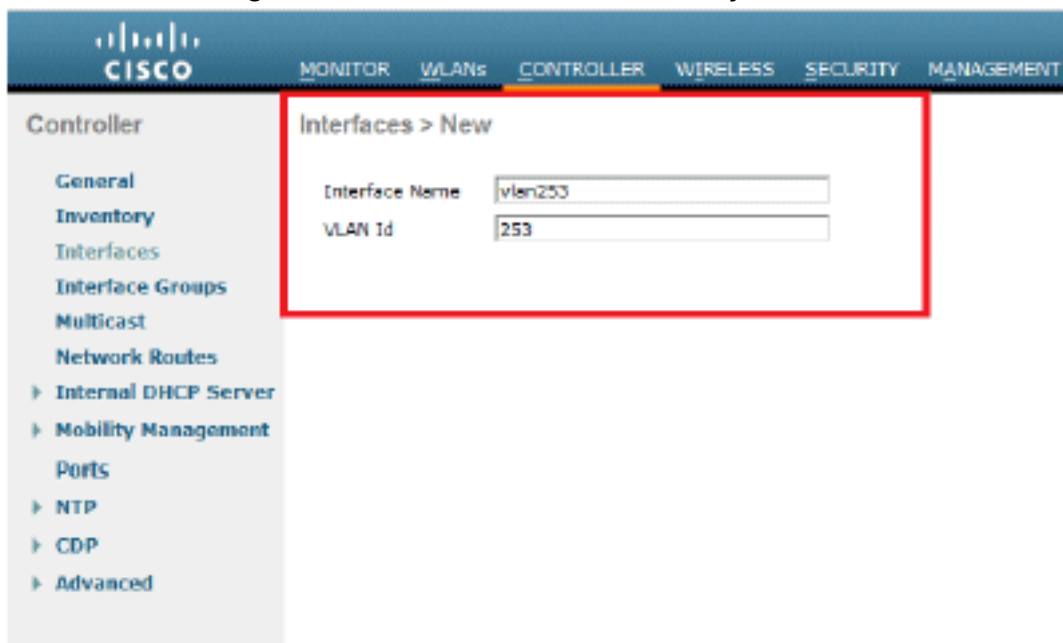 CISCO
MONITOR WLANs CONTROLLER WIRELESS SECURITY MANAGEMENT
Controller
General
Inventory
Interfaces
Interface Groups
Multicast
Network Routes
Internal DHCP Server
Mobility Management
Ports
NTP
CDP
Advanced
Interfaces > New
Interface Name vlan253
VLAN Id 253